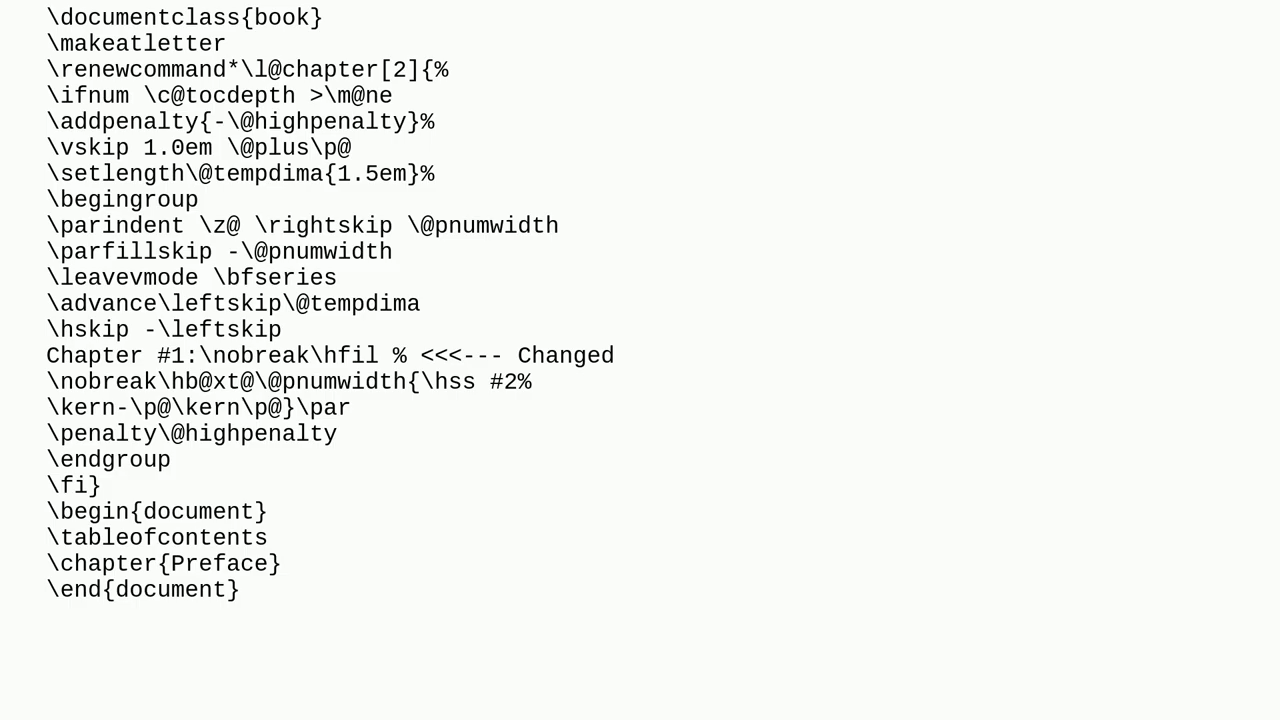 \documentclass{book}
\makeatletter
\renewcommand*\l@chapter[2]{%
\ifnum \c@tocdepth >\m@ne
\addpenalty{-\@highpenalty}%
\vskip 1.0em \@plus\p@
\setlength\@tempdima{1.5em}%
\begingroup
\parindent \z@ \rightskip \@pnumwidth
\parfillskip -\@pnumwidth
\leavevmode \bfseries
\advance\leftskip\@tempdima
\hskip -\leftskip
Chapter #1:\nobreak\hfil % <<<--- Changed
\nobreak\hb@xt@\@pnumwidth{\hss #2%
\kern-\p@\kern\p@}\par
\penalty\@highpenalty
\endgroup
\fi}
\begin{document}
\tableofcontents
\chapter{Preface}
\end{document}